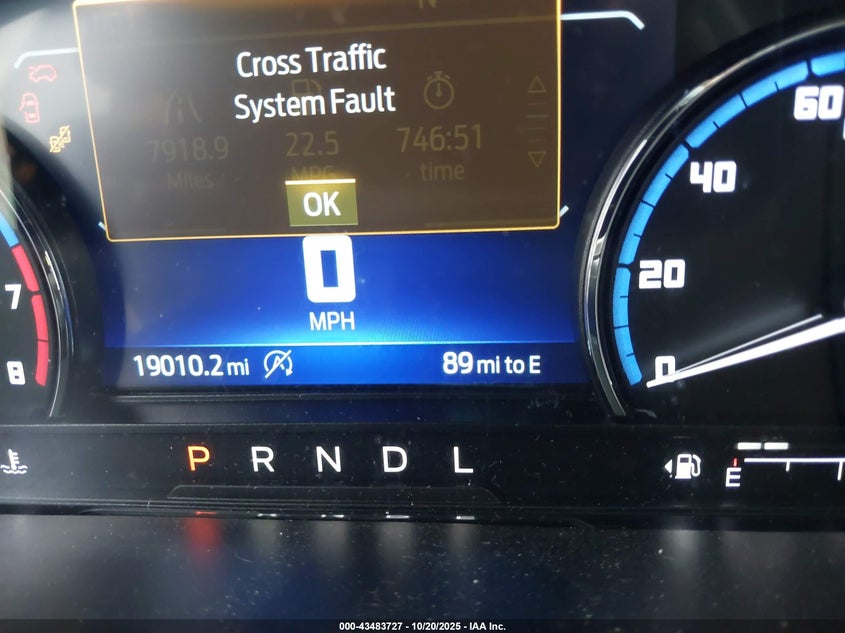 N
Cross Traffic
System Fault
7918.9 22.5 746:51
Miles MPG time
OK
60
40
20
0
7
8
0
MPH
19010.2 mi 89 mi to E
P R N D L
E
000-43483727 - 10/20/2025 - IAA Inc.